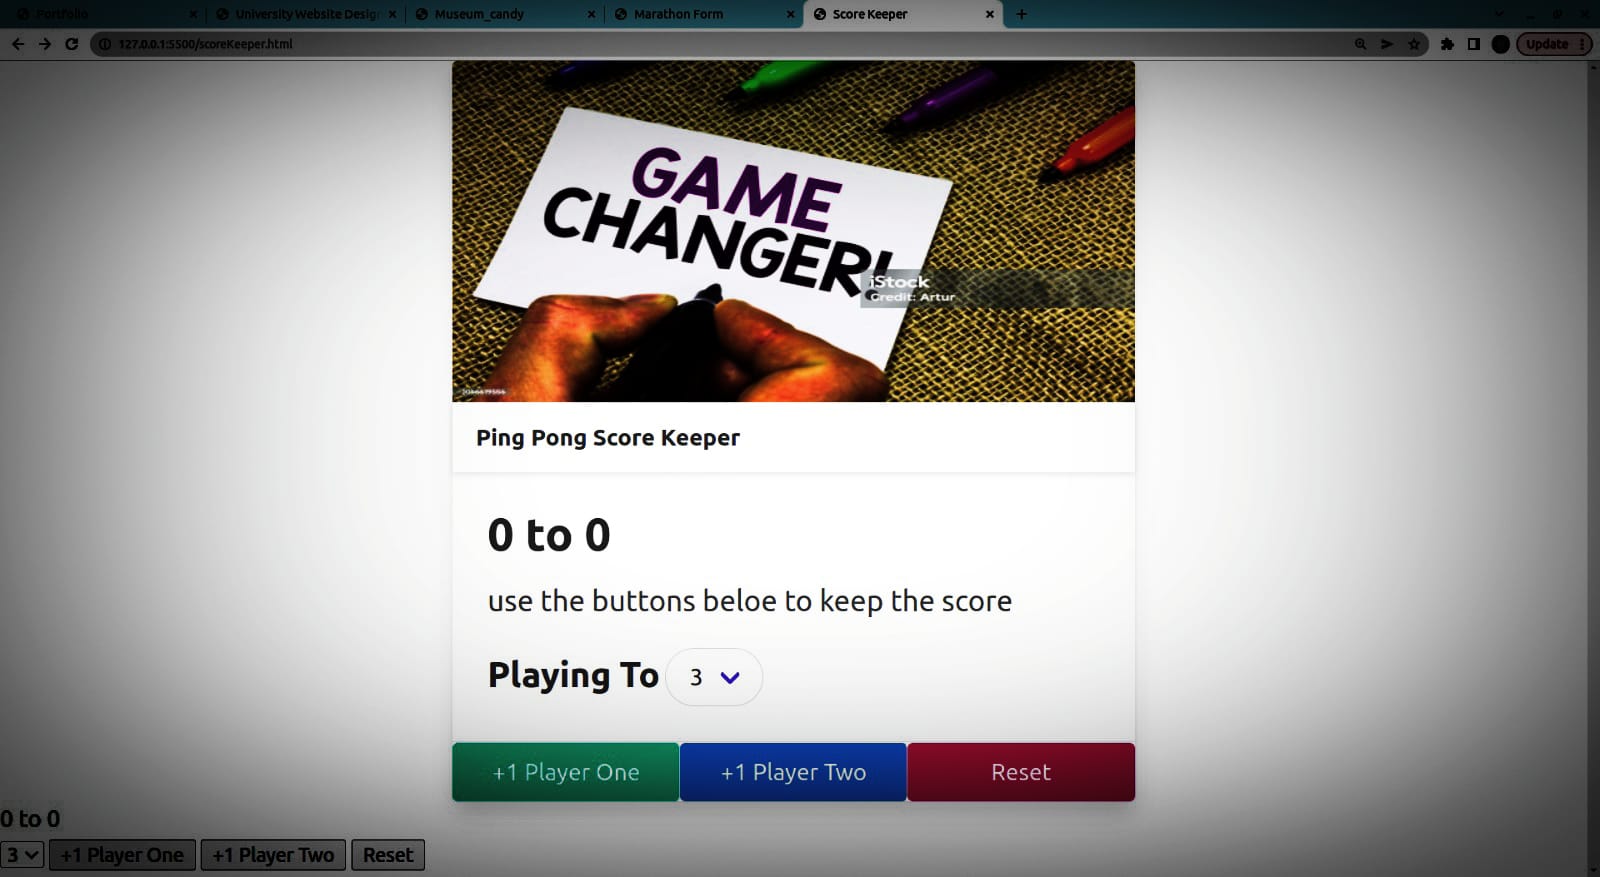 Portfolio
University Website Desig
Museum_candy
Marathon Form
Score Keeper
127.0.0.1:5500/scoreKeeper.html
Update
GAME
CHANGER!
iStock
Credit: Artur
Ping Pong Score Keeper
0 to 0
use the buttons beloe to keep the score
Playing To 3
+1 Player One +1 Player Two Reset
0 to 0
3 +1 Player One +1 Player Two Reset